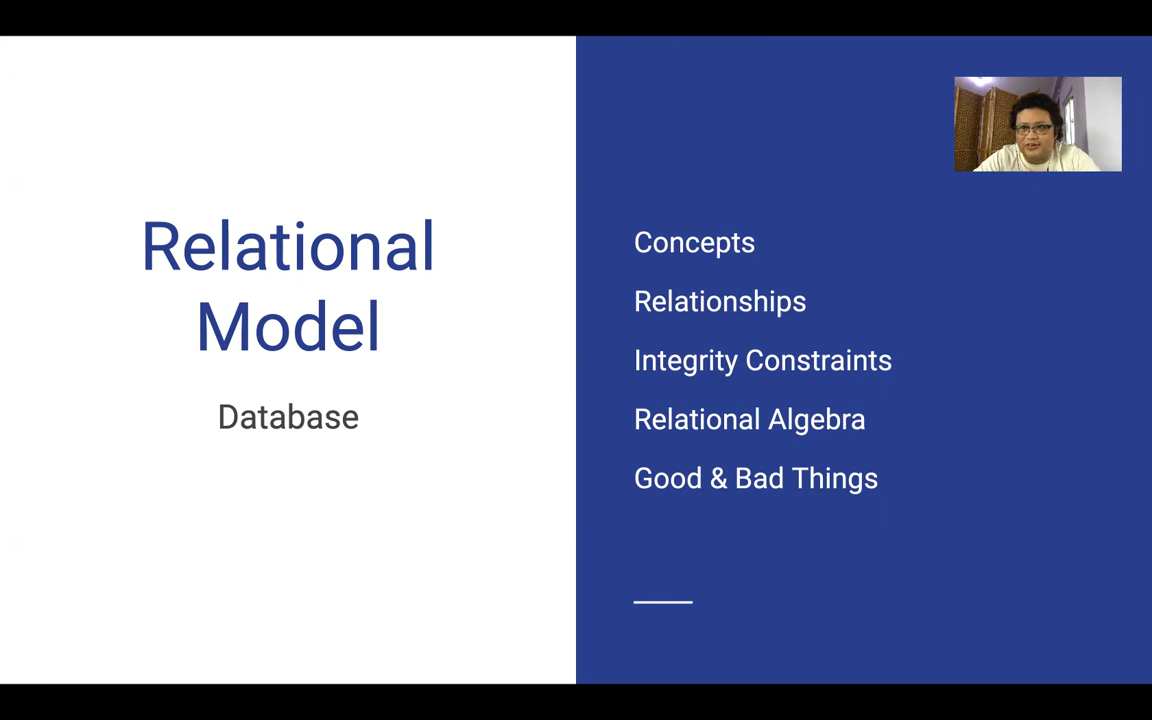 Relational
Model
Database
Concepts
Relationships
Integrity Constraints
Relational Algebra
Good & Bad Things